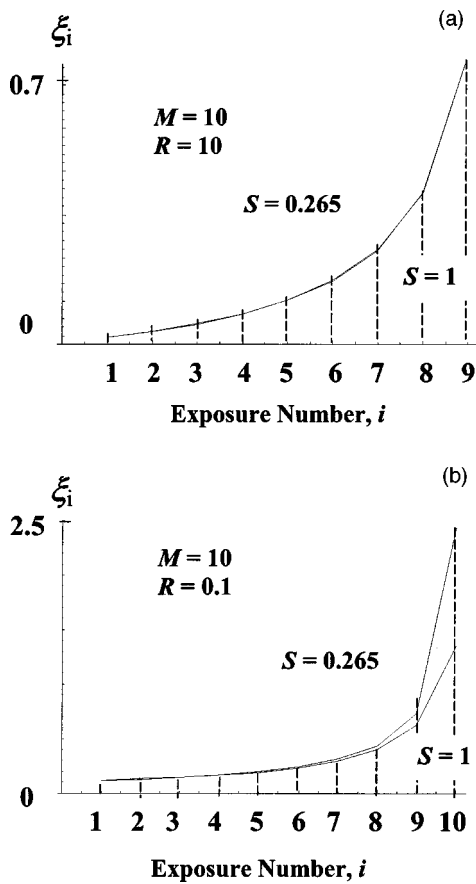 (a)
ξi
0.7
M = 10
R = 10
S = 0.265
S = 1
0
1 2 3 4 5 6 7 8 9
Exposure Number, i
(b)
ξi
2.5
M = 10
R = 0.1
S = 0.265
S = 1
0
1 2 3 4 5 6 7 8 9 10
Exposure Number, i